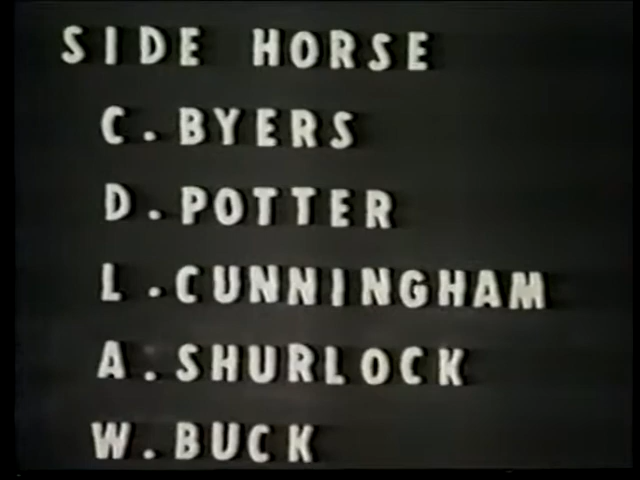 SIDE HORSE
C. BYERS
D. POTTER
L. CUNNINGHAM
A. SHURLOCK
W. BUCK